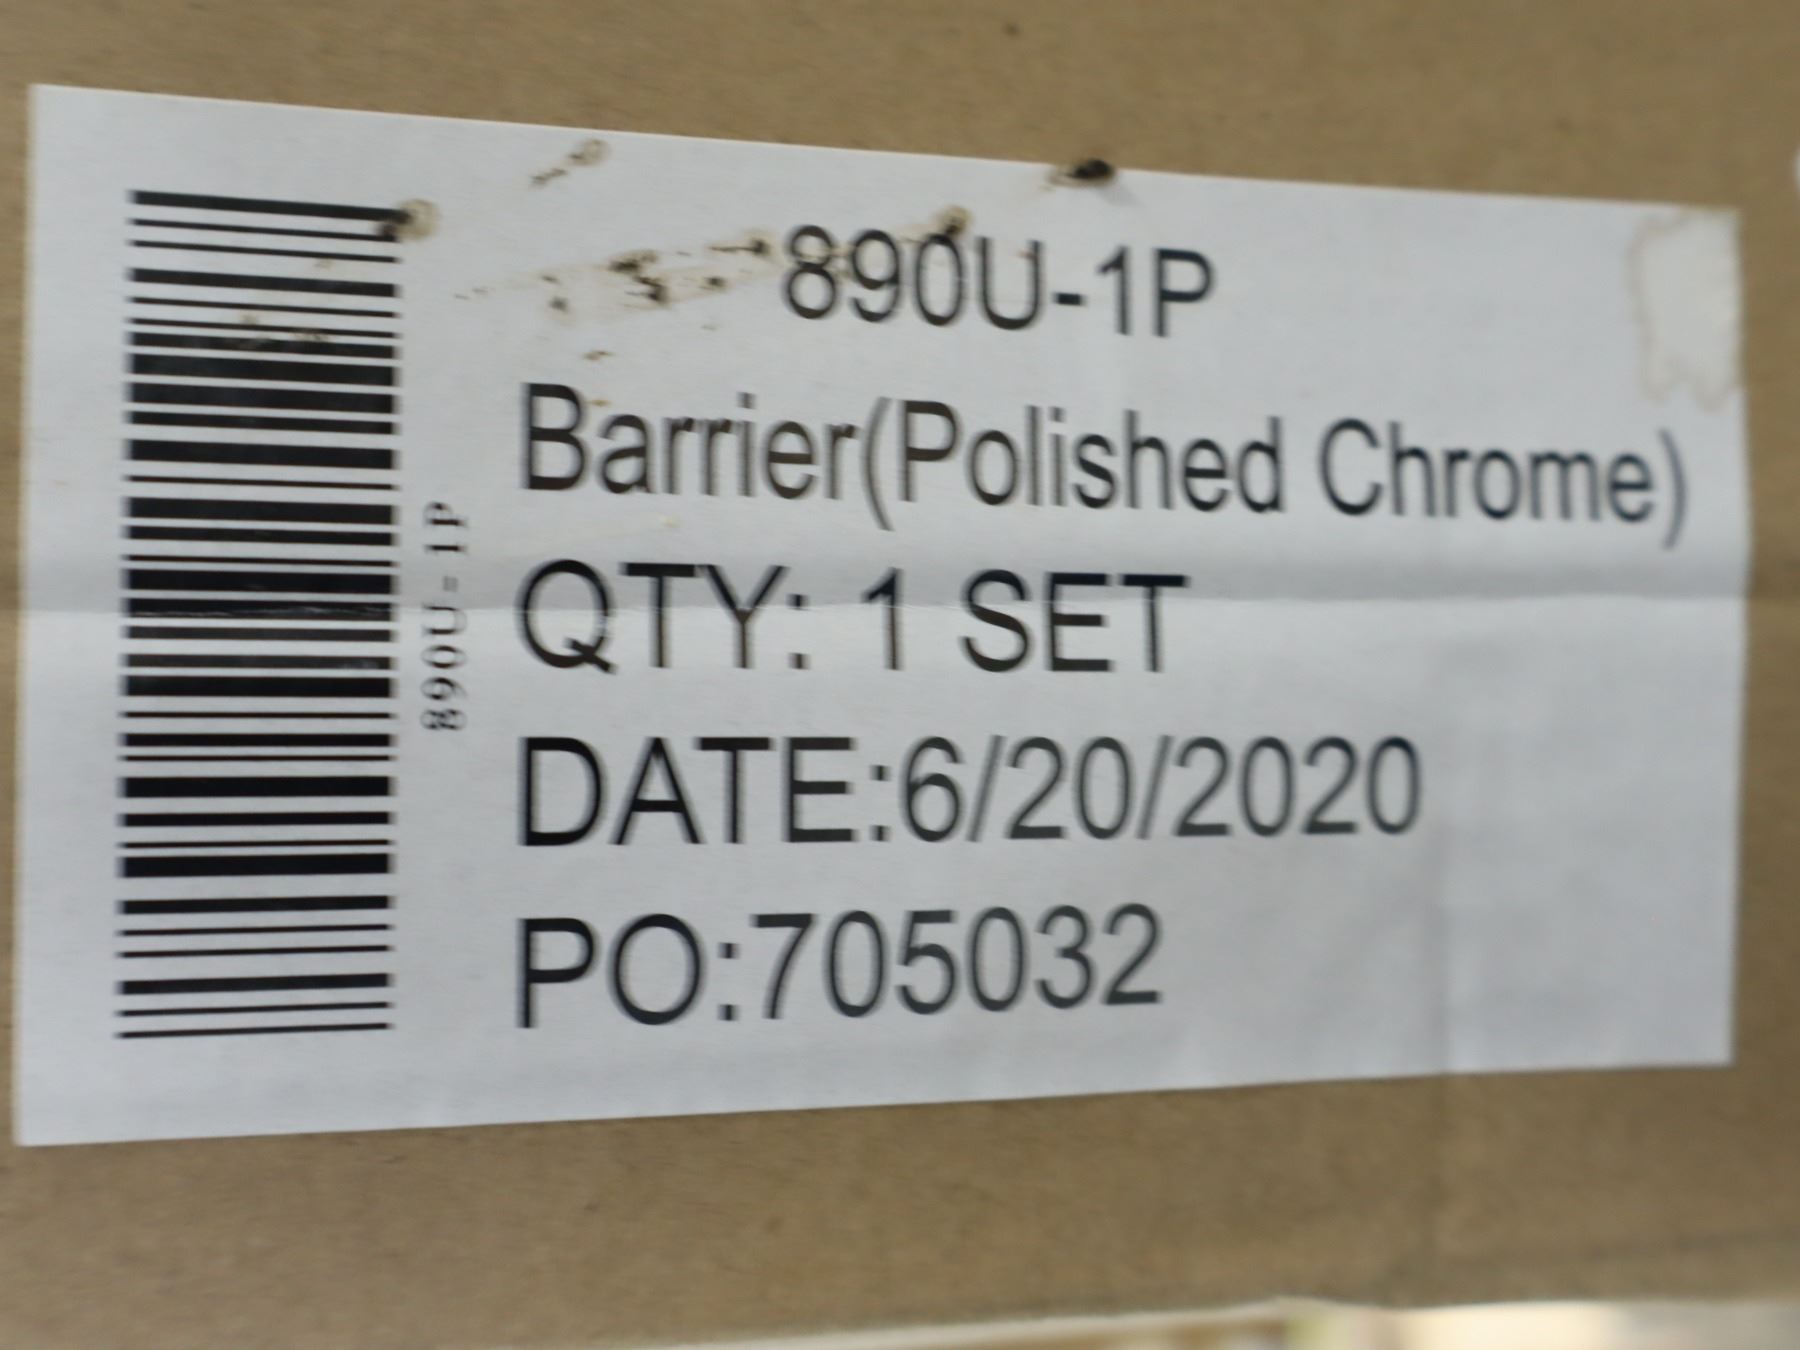 890U-1P
890U-1P
Barrier(Polished Chrome)
QTY: 1 SET
DATE:6/20/2020
PO:705032